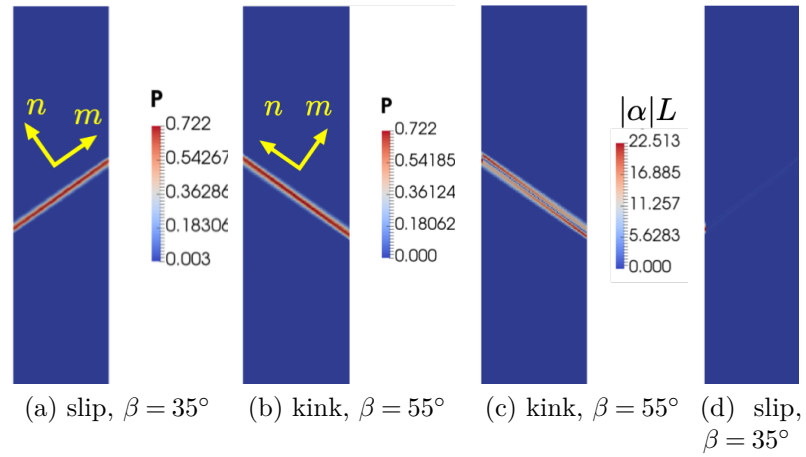 n
m
P
0.722
0.54267
0.36286
0.18306
0.003
n
m
P
0.722
0.54185
0.36124
0.18062
0.000
|α|L
22.513
16.885
11.257
5.6283
0.000
(a) slip, β = 35°
(b) kink, β = 55°
(c) kink, β = 55°
(d) slip,
β = 35°